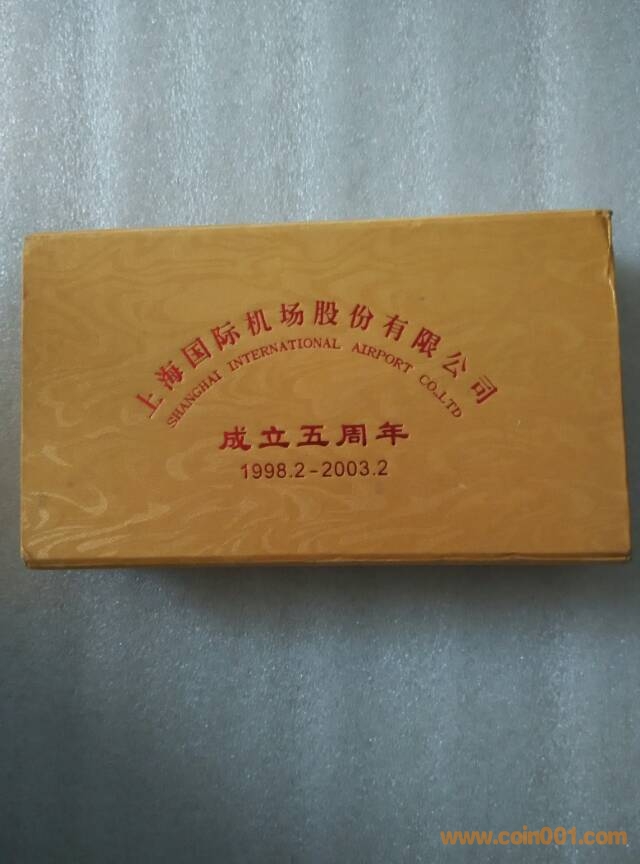 上海国际机场股份有限公司
SHANGHAI INTERNATIONAL AIRPORT CO.,LTD
成立五周年
1998.2-2003.2
www.coin001.com